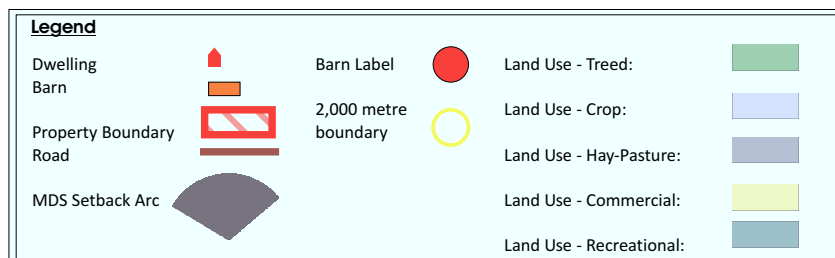 Legend
Dwelling
Barn
Property Boundary
Road
MDS Setback Arc
Barn Label
2,000 metre
boundary
Land Use - Treed:
Land Use - Crop:
Land Use - Hay-Pasture:
Land Use - Commercial:
Land Use - Recreational: